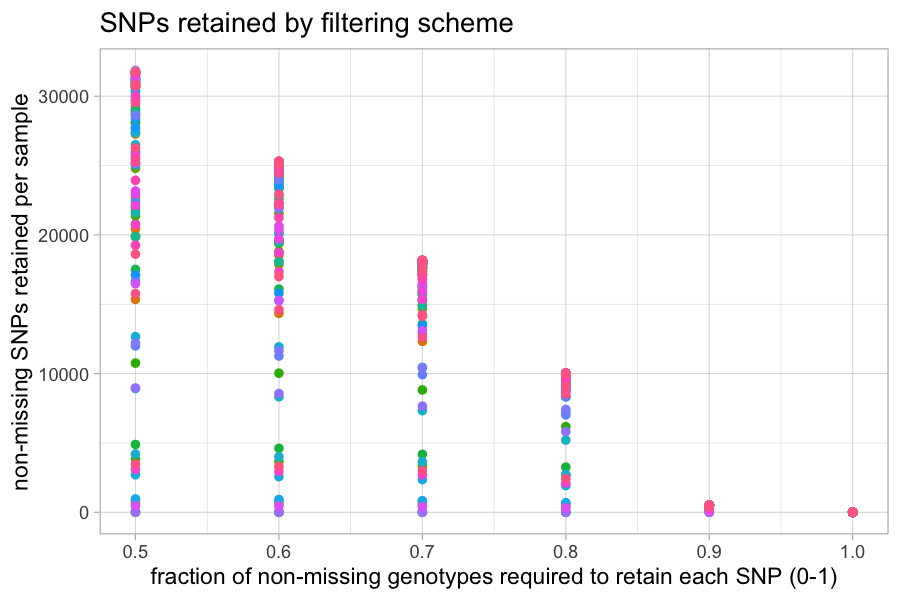 SNPs retained by filtering scheme
non-missing SNPs retained per sample
30000
20000
10000
0
0.5 0.6 0.7 0.8 0.9 1.0
fraction of non-missing genotypes required to retain each SNP (0-1)